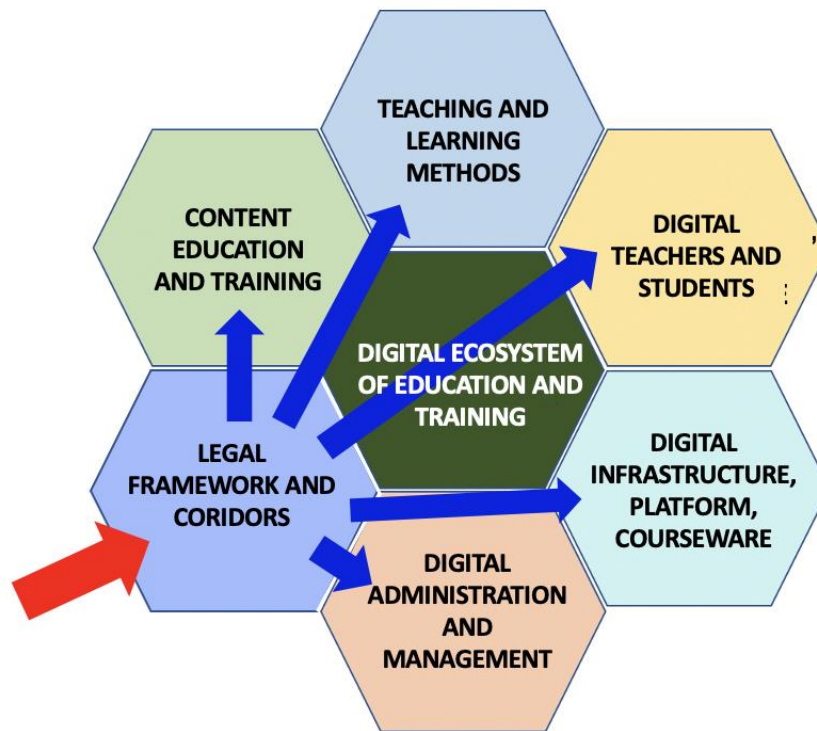 TEACHING AND
LEARNING
METHODS
CONTENT
EDUCATION
AND TRAINING
DIGITAL
TEACHERS AND
STUDENTS
,
:
DIGITAL ECOSYSTEM
OF EDUCATION AND
TRAINING
LEGAL
FRAMEWORK AND
CORIDORS
DIGITAL
INFRASTRUCTURE,
PLATFORM,
COURSEWARE
DIGITAL
ADMINISTRATION
AND
MANAGEMENT